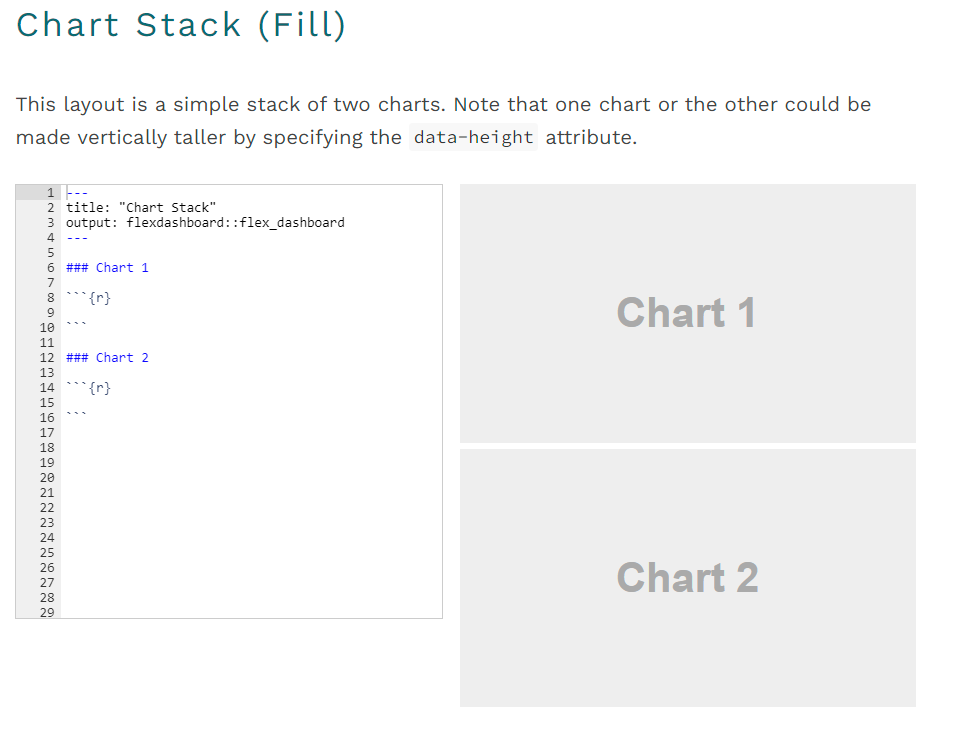 Chart Stack (Fill)
This layout is a simple stack of two charts. Note that one chart or the other could be
made vertically taller by specifying the data-height attribute.
1 ---
2 title: "Chart Stack"
3 output: flexdashboard::flex_dashboard
4 ---
5
6 ### Chart 1
7
8 ```{r}
9
10 ```
11
12 ### Chart 2
13
14 ```{r}
15
16 ```
17
18
19
20
21
22
23
24
25
26
27
28
29
Chart 1
Chart 2